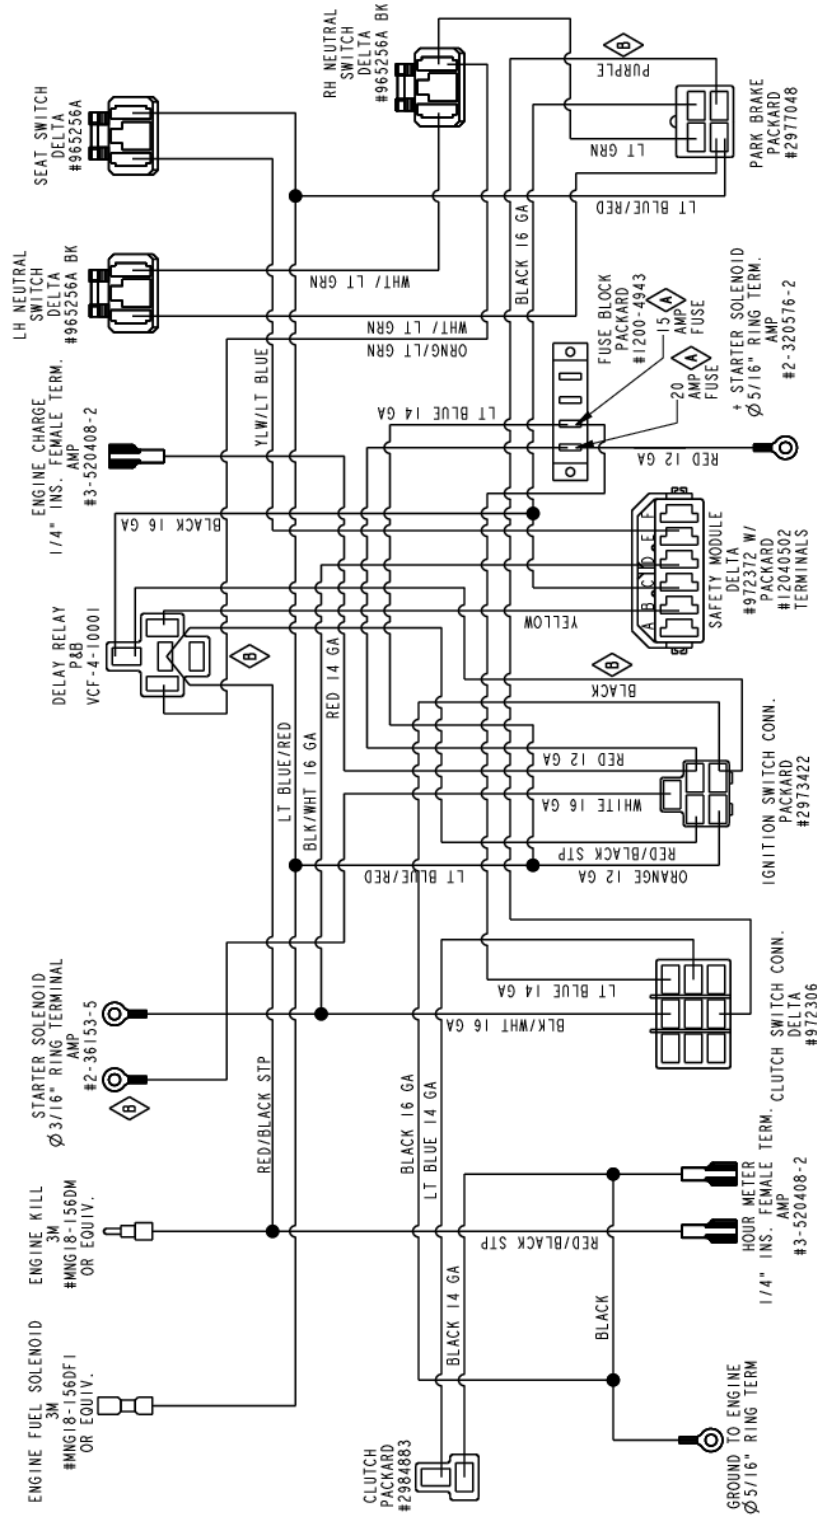 ENGINE FUEL SOLENOID
3M
#MNG18-156DF1
OR EQUIV.
ENGINE KILL
3M
#MNG18-156DM
OR EQUIV.
STARTER SOLENOID
Ø3/16" RING TERMINAL
AMP
#2-36153-5
B
DELAY RELAY
P&B
VCF-4-10001
B
ENGINE CHARGE
1/4" INS. FEMALE TERM.
AMP
#3-520408-2
LH NEUTRAL
SWITCH
DELTA
#965256A BK
SEAT SWITCH
DELTA
#965256A
RH NEUTRAL
SWITCH
DELTA
#965256A BK
RED/BLACK STP
LT BLUE/RED
BLK/WHT 16 GA
RED 14 GA
BLACK 16 GA
YLW/LT BLUE
WHT/ LT GRN
WHT/ LT GRN
ORNG/LT GRN
LT BLUE 14 GA
BLACK 16 GA
LT GRN
PURPLE
B
LT BLUE/RED
PARK BRAKE
PACKARD
#2977048
FUSE BLOCK
PACKARD
#1200-4943
15 A
AMP
FUSE
20 A
AMP
FUSE
RED 12 GA
+ STARTER SOLENOID
Ø5/16" RING TERM.
AMP
#2-320576-2
YELLOW
A B C D E F
SAFETY MODULE
DELTA
#972372 W/
PACKARD
#12040502
TERMINALS
B
BLACK
RED 12 GA
WHITE 16 GA
RED/BLACK STP
ORANGE 12 GA
LT BLUE/RED
IGNITION SWITCH CONN.
PACKARD
#2973422
LT BLUE 14 GA
BLK/WHT 16 GA
CLUTCH SWITCH CONN.
DELTA
#972306
BLACK 16 GA
LT BLUE 14 GA
BLACK 14 GA
RED/BLACK STP
BLACK
HOUR METER
1/4" INS. FEMALE TERM.
AMP
#3-520408-2
CLUTCH
PACKARD
#2984883
GROUND TO ENGINE
Ø5/16" RING TERM